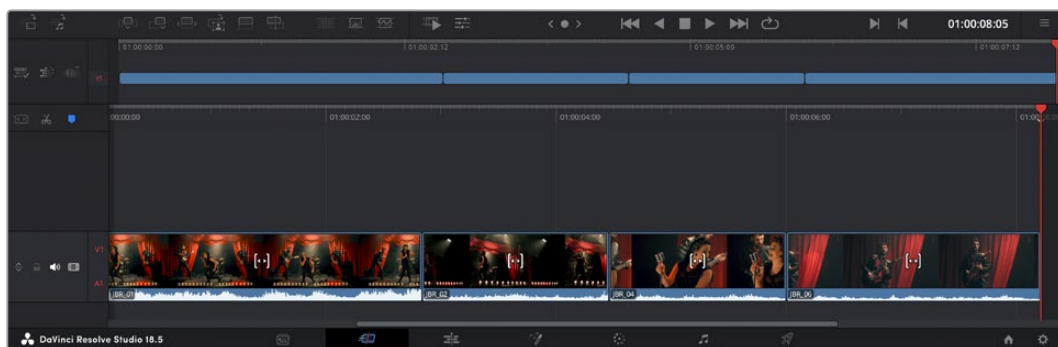 01:00:08:05
01:00:00:00 01:00:02:12 01:00:05:09 01:00:07:12
V1
00:00:00 01:00:02:00 01:00:04:00 01:00:06:00
V1
A1
JBR_01 JBR_02 JBR_04 JBR_06
DaVinci Resolve Studio 18.5